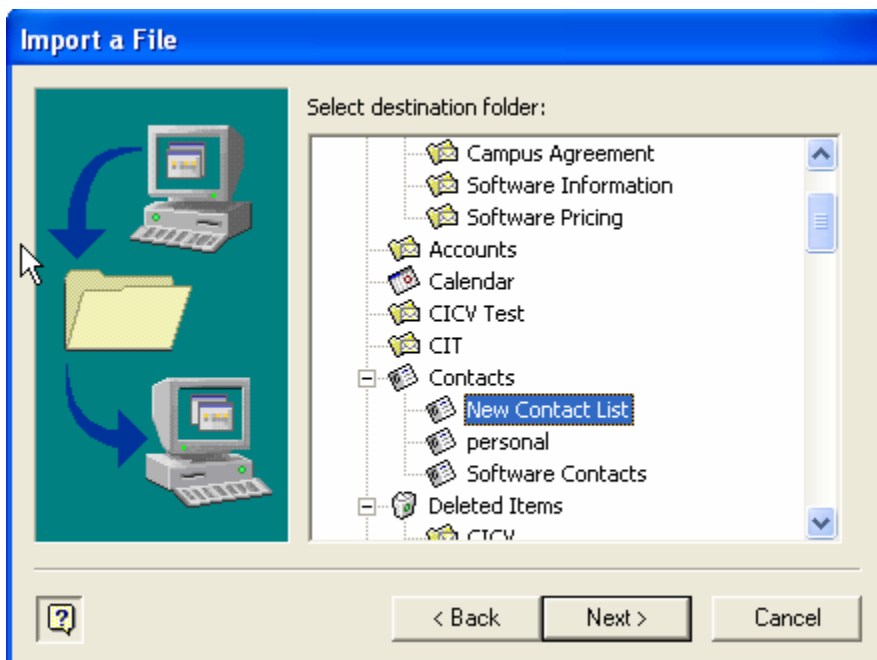 Import a File
Select destination folder:
Campus Agreement
Software Information
Software Pricing
Accounts
Calendar
CICV Test
CIT
Contacts
New Contact List
personal
Software Contacts
Deleted Items
CICV
?
< Back
Next >
Cancel